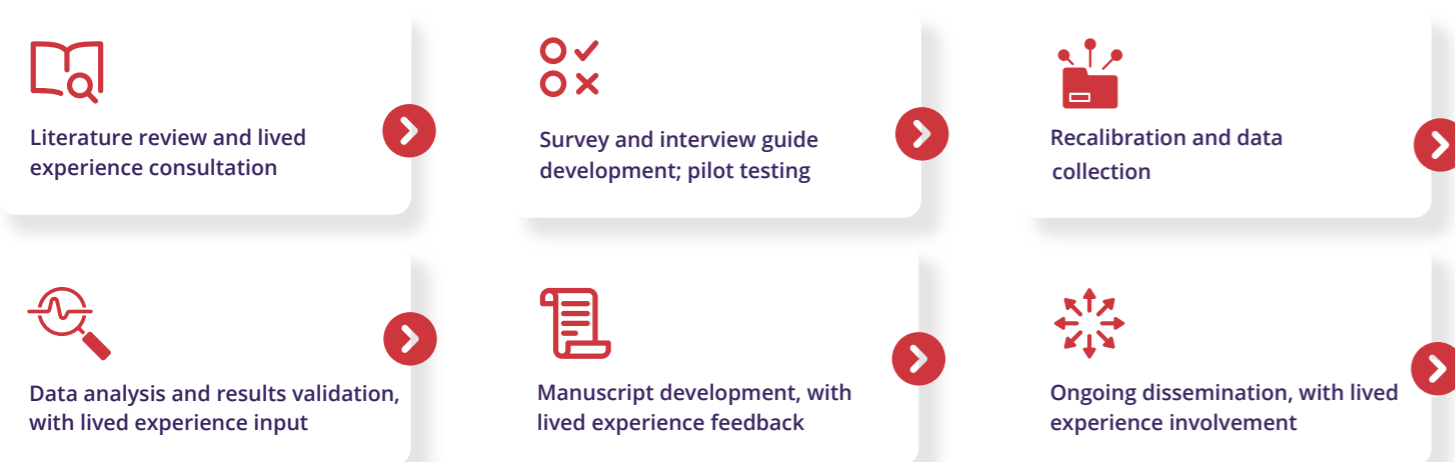 Literature review and lived
experience consultation
Survey and interview guide
development; pilot testing
Recalibration and data
collection
Data analysis and results validation,
with lived experience input
Manuscript development, with
lived experience feedback
Ongoing dissemination, with lived
experience involvement